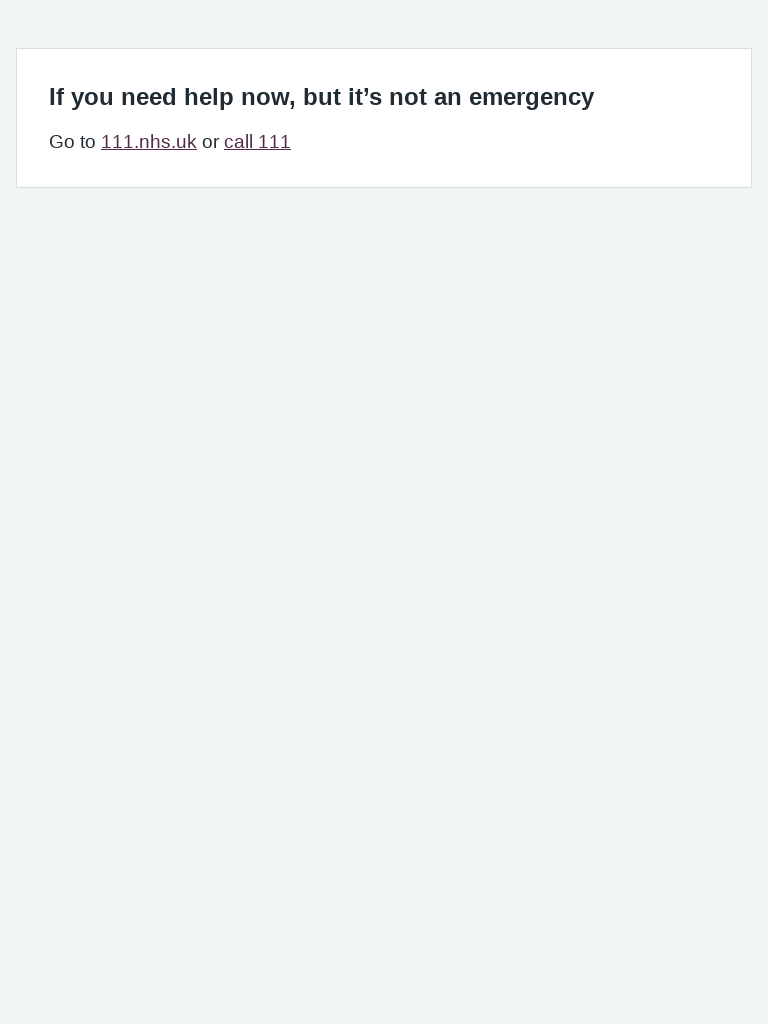 If you need help now, but it’s not an emergency
Go to 111.nhs.uk or call 111